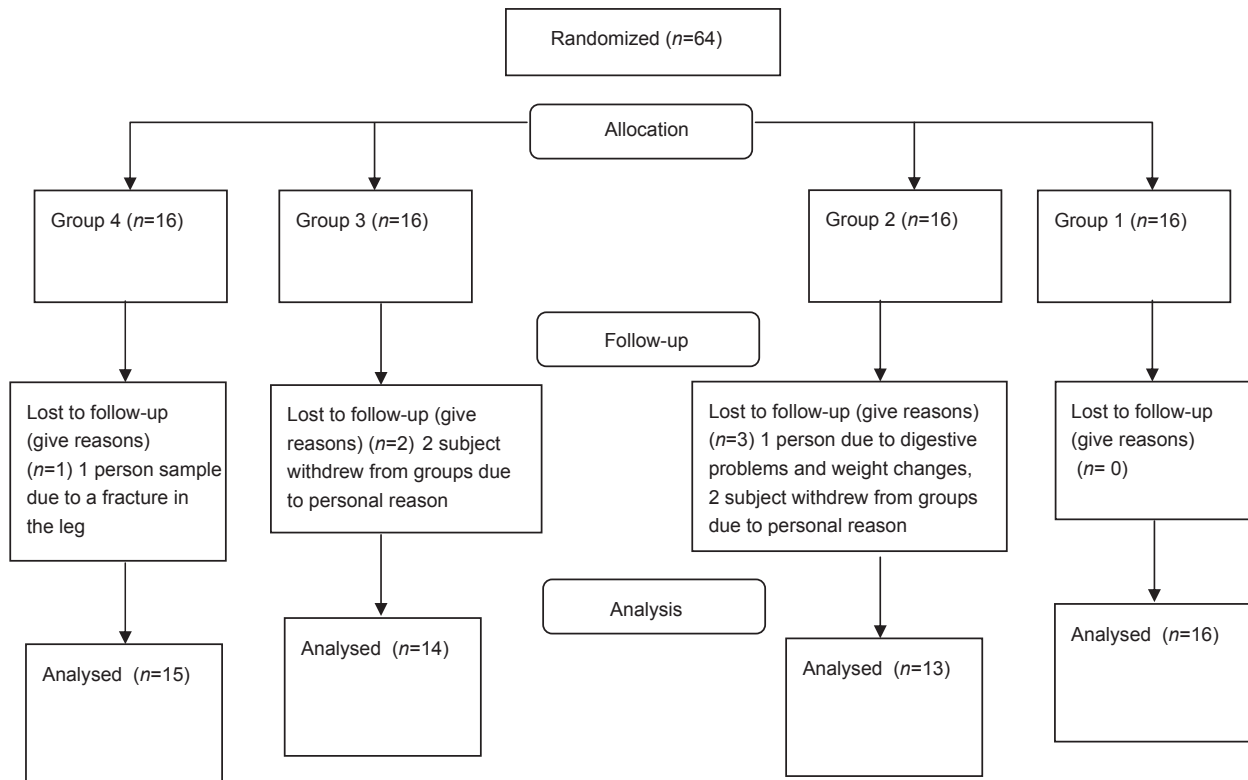 Randomized (n=64)
Allocation
Group 4 (n=16)
Group 3 (n=16)
Group 2 (n=16)
Group 1 (n=16)
Follow-up
Lost to follow-up
(give reasons)
(n=1) 1 person sample
due to a fracture in
the leg
Lost to follow-up (give
reasons) (n=2) 2 subject
withdrew from groups due
to personal reason
Lost to follow-up (give reasons)
(n=3) 1 person due to digestive
problems and weight changes,
2 subject withdrew from groups
due to personal reason
Lost to follow-up
(give reasons)
(n= 0)
Analysis
Analysed (n=15)
Analysed (n=14)
Analysed (n=13)
Analysed (n=16)